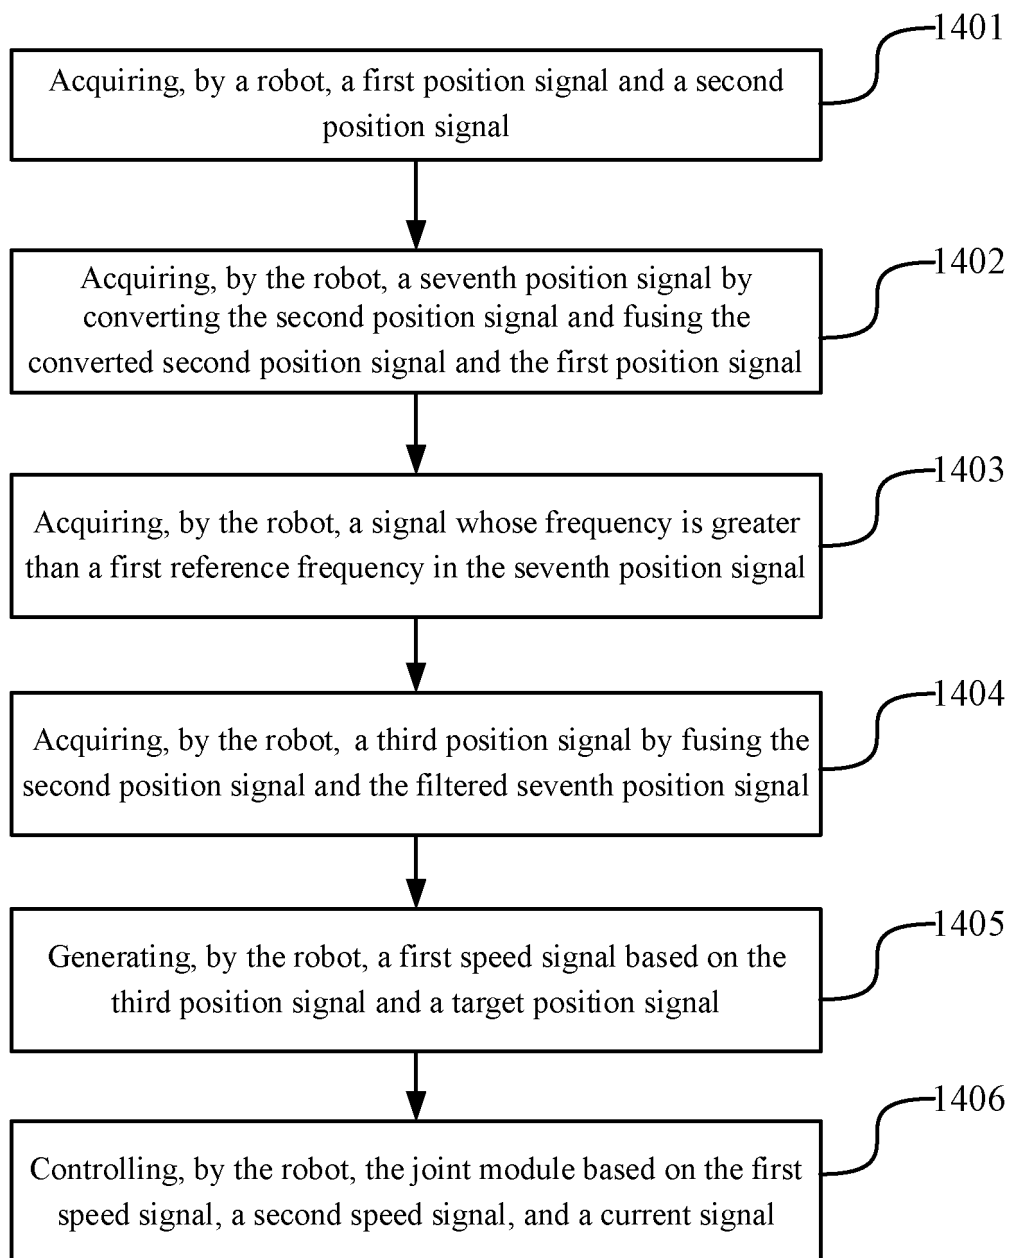 1401
Acquiring, by a robot, a first position signal and a second
position signal
1402
Acquiring, by the robot, a seventh position signal by
converting the second position signal and fusing the
converted second position signal and the first position signal
1403
Acquiring, by the robot, a signal whose frequency is greater
than a first reference frequency in the seventh position signal
1404
Acquiring, by the robot, a third position signal by fusing the
second position signal and the filtered seventh position signal
1405
Generating, by the robot, a first speed signal based on the
third position signal and a target position signal
1406
Controlling, by the robot, the joint module based on the first
speed signal, a second speed signal, and a current signal